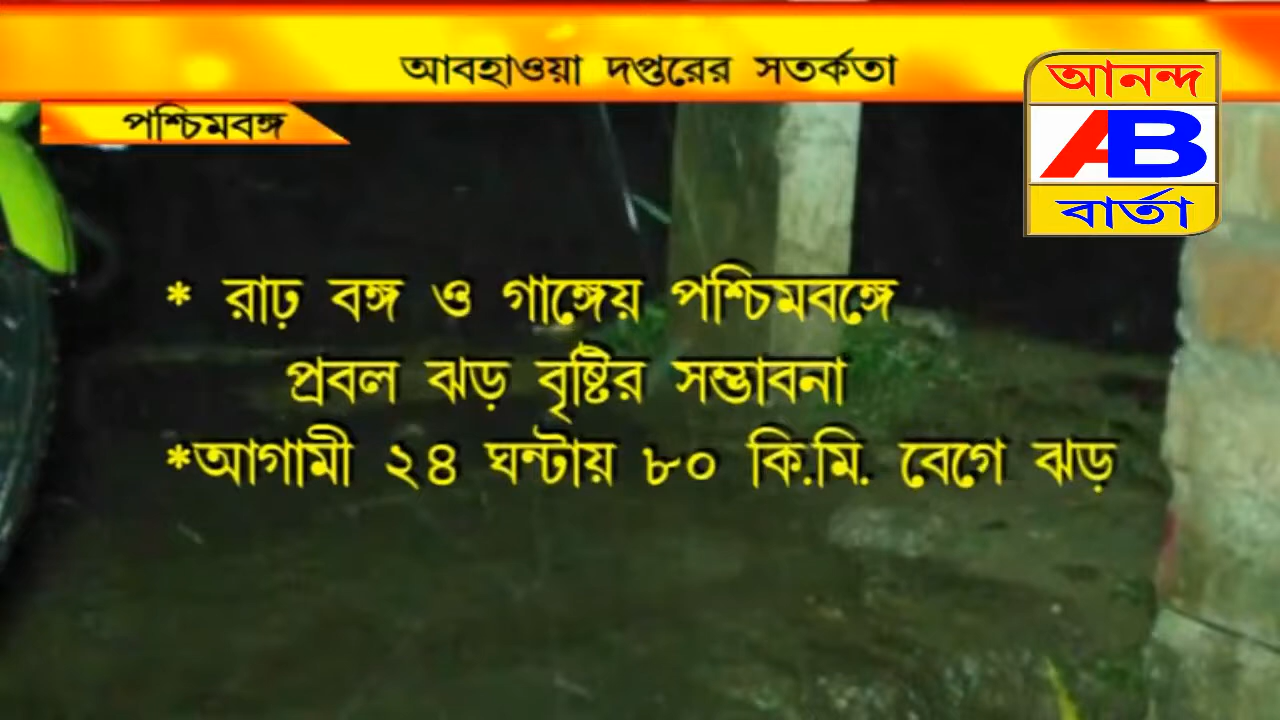 আবহাওয়া দপ্তরের সতর্কতা
পশ্চিমবঙ্গ
আনন্দ
AB
বার্তা
* রাঢ় বঙ্গ ও গাঙ্গেয় পশ্চিমবঙ্গে
প্রবল ঝড় বৃষ্টির সম্ভাবনা
*আগামী ২৪ ঘন্টায় ৮০ কি.মি. বেগে ঝড়